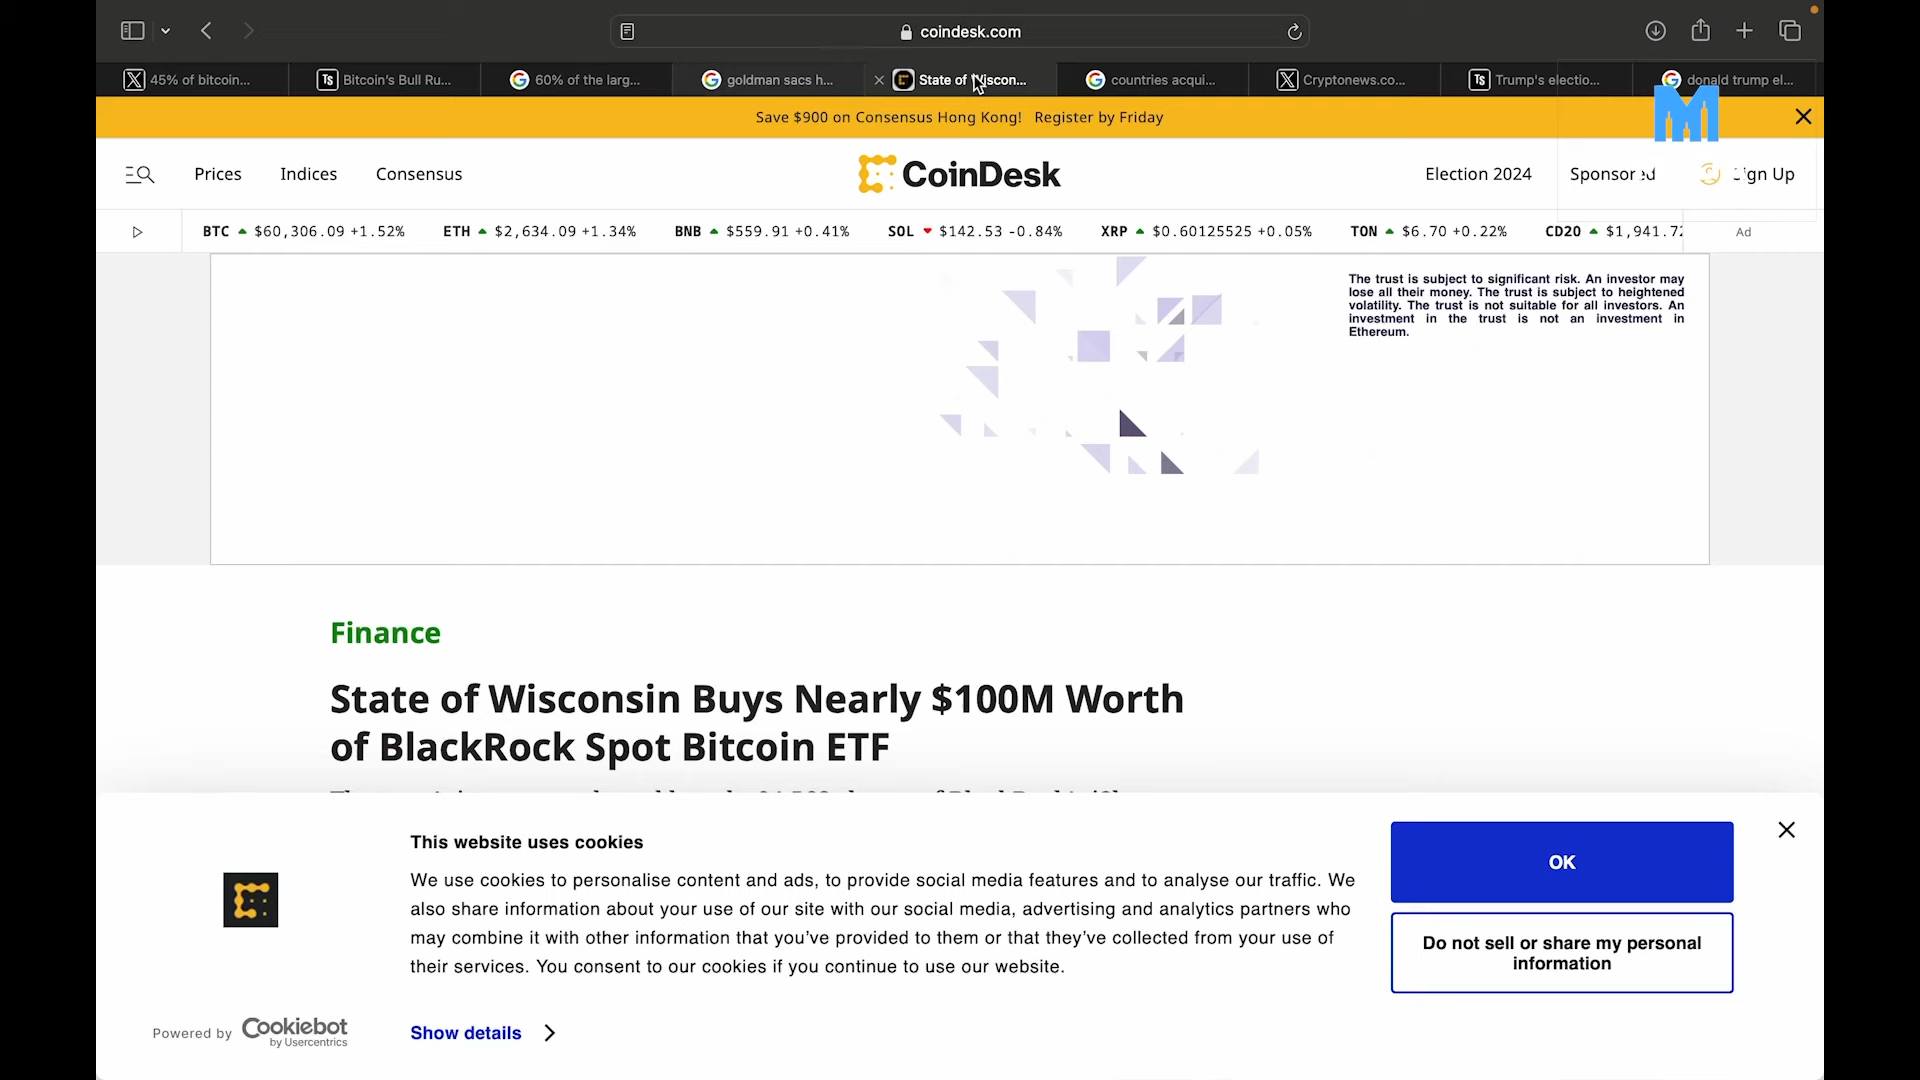 coindesk.com
45% of bitcoin...
Bitcoin's Bull Ru...
60% of the larg...
goldman sacs h...
State of Wiscon...
countries acqui...
Cryptonews.co...
Trump's electio...
donald trump el...
Save $900 on Consensus Hong Kong! Register by Friday
Prices Indices Consensus
CoinDesk
Election 2024 Sponsored Sign Up
BTC $60,306.09 +1.52% ETH $2,634.09 +1.34% BNB $559.91 +0.41% SOL $142.53 -0.84% XRP $0.60125525 +0.05% TON $6.70 +0.22% CD20 $1,941.72
Ad
The trust is subject to significant risk. An investor may
lose all their money. The trust is subject to heightened
volatility. The trust is not suitable for all investors. An
investment in the trust is not an investment in
Ethereum.
Finance
State of Wisconsin Buys Nearly $100M Worth
of BlackRock Spot Bitcoin ETF
This website uses cookies
We use cookies to personalise content and ads, to provide social media features and to analyse our traffic. We
also share information about your use of our site with our social media, advertising and analytics partners who
may combine it with other information that you've provided to them or that they've collected from your use of
their services. You consent to our cookies if you continue to use our website.
OK
Do not sell or share my personal
information
Powered by Cookiebot
by Usercentrics
Show details